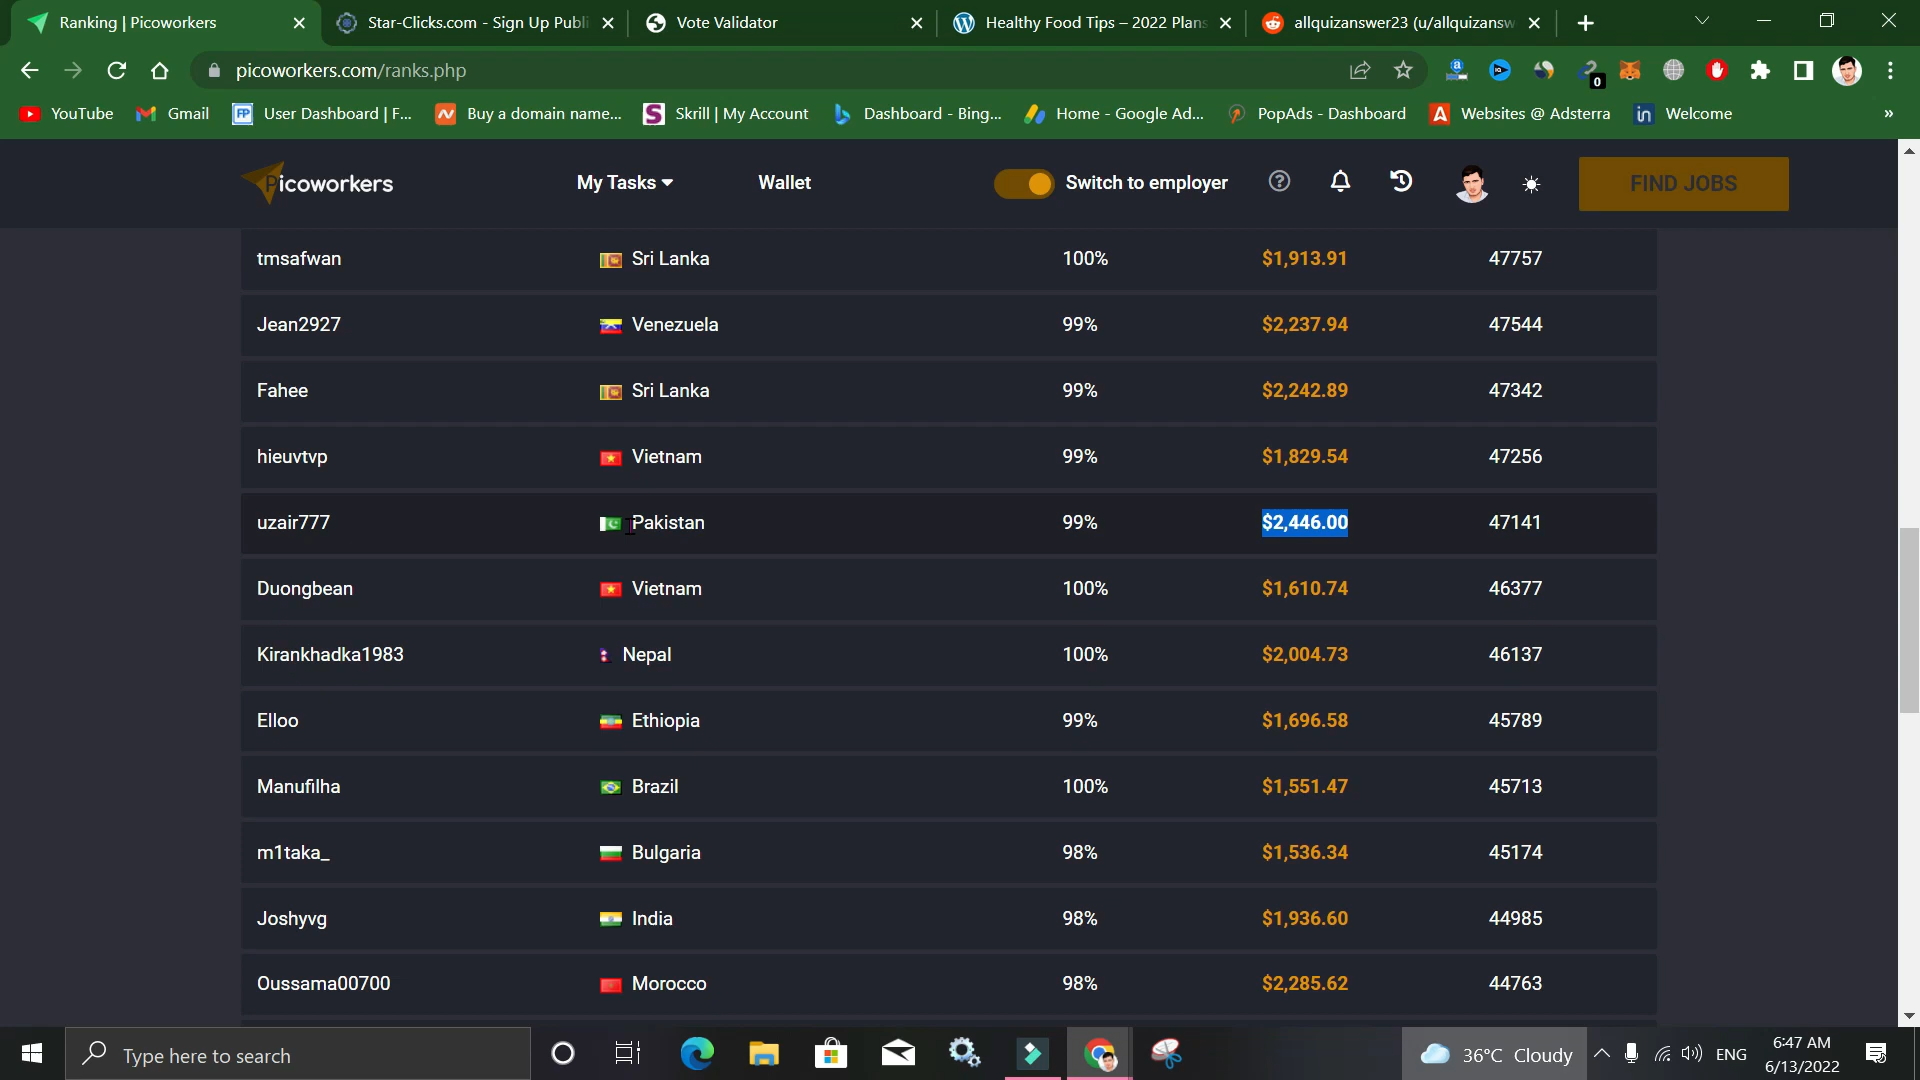 Ranking | Picoworkers
Star-Clicks.com - Sign Up Publi
Vote Validator
Healthy Food Tips – 2022 Plans
allquizanswer23 (u/allquizansw
picoworkers.com/ranks.php
0
YouTube
Gmail
User Dashboard | F...
Buy a domain name...
Skrill | My Account
Dashboard - Bing...
Home - Google Ad...
PopAds - Dashboard
Websites @ Adsterra
Welcome
»
Picoworkers
My Tasks
Wallet
Switch to employer
FIND JOBS
tmsafwan Sri Lanka 100% $1,913.91 47757
Jean2927 Venezuela 99% $2,237.94 47544
Fahee Sri Lanka 99% $2,242.89 47342
hieuvtvp Vietnam 99% $1,829.54 47256
uzair777 Pakistan 99% $2,446.00 47141
Duongbean Vietnam 100% $1,610.74 46377
Kirankhadka1983 Nepal 100% $2,004.73 46137
Elloo Ethiopia 99% $1,696.58 45789
Manufilha Brazil 100% $1,551.47 45713
m1taka_ Bulgaria 98% $1,536.34 45174
Joshyvg India 98% $1,936.60 44985
Oussama00700 Morocco 98% $2,285.62 44763
Type here to search
36°C Cloudy
ENG
6:47 AM
6/13/2022